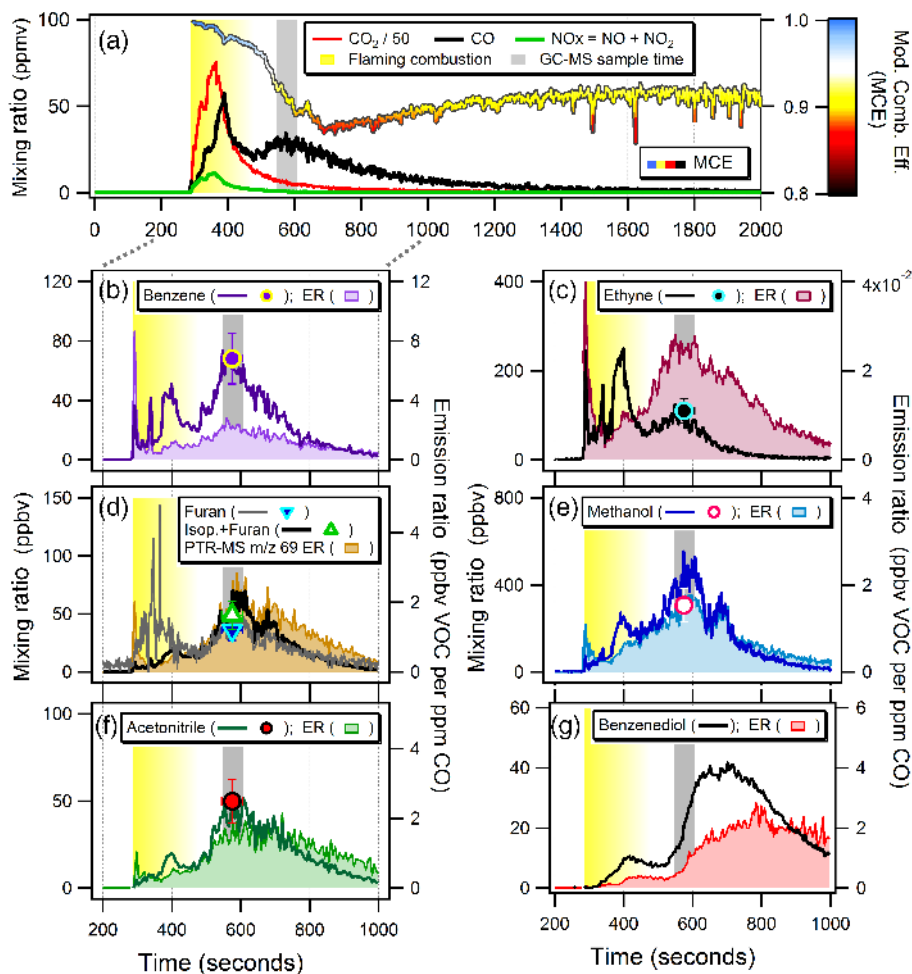 (a)
CO2 / 50
CO
NOx = NO + NO2
Flaming combustion
GC-MS sample time
MCE
Mixing ratio (ppmv)
100
50
0
1.0
0.9
0.8
Mod. Comb. Eff.
(MCE)
0
200
400
600
800
1000
1200
1400
1600
1800
2000
(b)
Benzene ( ); ER ( )
120
80
40
0
12
8
4
0
(c)
Ethyne ( ); ER ( )
400
200
0
4x10-2
2
0
(d)
Furan ( )
Isop.+Furan ( )
PTR-MS m/z 69 ER ( )
Mixing ratio (ppbv)
150
100
50
0
4
2
0
Emission ratio (ppbv VOC per ppm CO)
(e)
Methanol ( ); ER ( )
Mixing ratio (ppbv)
800
400
0
4
2
0
Emission ratio (ppbv VOC per ppm CO)
(f)
Acetonitrile ( ); ER ( )
100
50
0
4
2
0
200
400
600
800
1000
Time (seconds)
(g)
Benzenediol ( ); ER ( )
60
40
20
0
6
4
2
0
200
400
600
800
1000
Time (seconds)